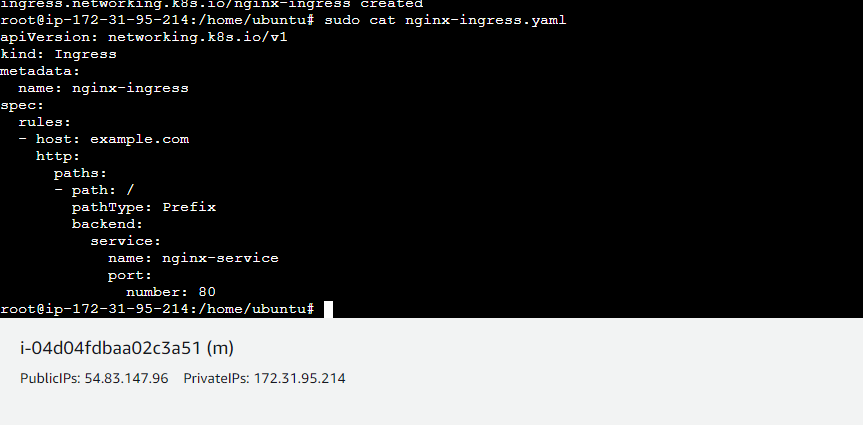 ingress.networking.k8s.io/nginx-ingress created
root@ip-172-31-95-214:/home/ubuntu# sudo cat nginx-ingress.yaml
apiVersion: networking.k8s.io/v1
kind: Ingress
metadata:
  name: nginx-ingress
spec:
  rules:
  - host: example.com
    http:
      paths:
      - path: /
        pathType: Prefix
        backend:
          service:
            name: nginx-service
            port:
              number: 80
root@ip-172-31-95-214:/home/ubuntu#
i-04d04fdbaa02c3a51 (m)
PublicIPs: 54.83.147.96 PrivateIPs: 172.31.95.214